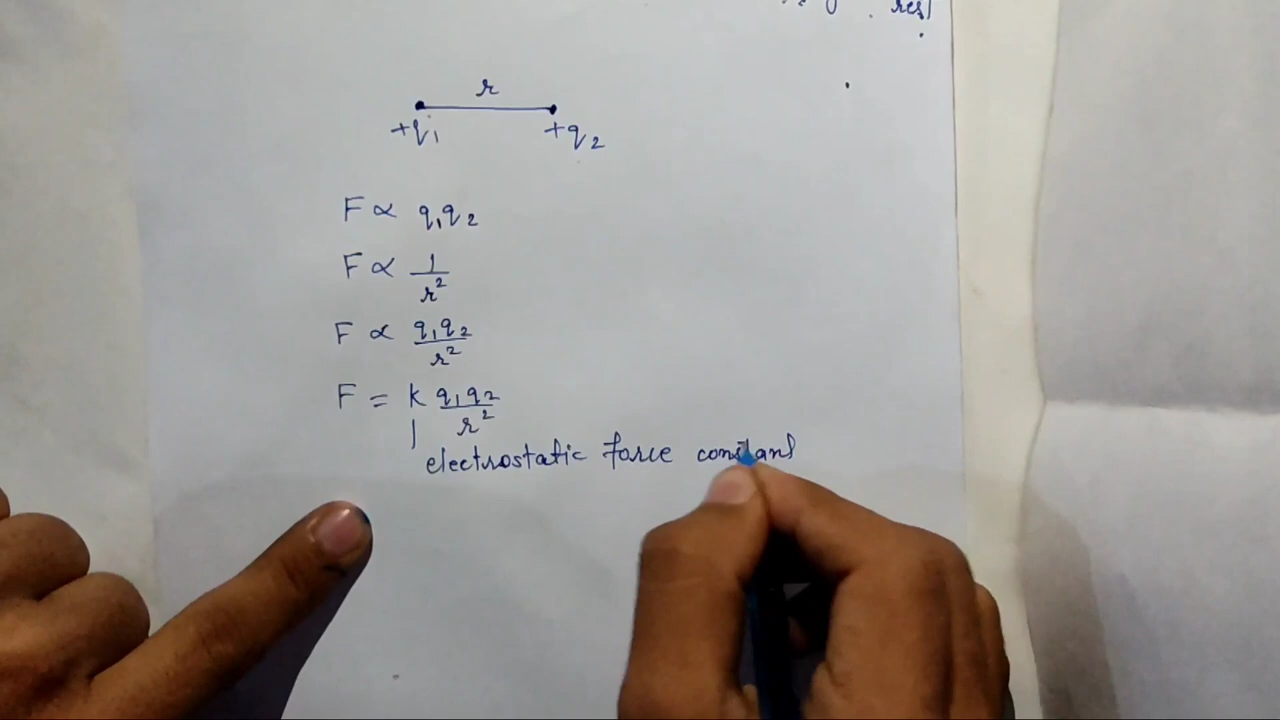 r
+q₁ +q₂
F ∝ q₁q₂
F ∝ 1/r²
F ∝ q₁q₂/r²
F = k q₁q₂/r²
electrostatic force constant